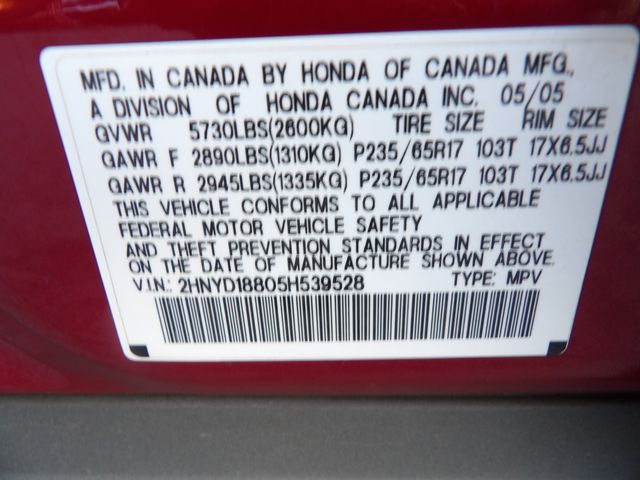 MFD. IN CANADA BY HONDA OF CANADA MFG.,
A DIVISION OF HONDA CANADA INC. 05/05
GVWR 5730LBS(2600KG) TIRE SIZE RIM SIZE
GAWR F 2890LBS(1310KG) P235/65R17 103T 17X6.5JJ
GAWR R 2945LBS(1335KG) P235/65R17 103T 17X6.5JJ
THIS VEHICLE CONFORMS TO ALL APPLICABLE
FEDERAL MOTOR VEHICLE SAFETY
AND THEFT PREVENTION STANDARDS IN EFFECT
ON THE DATE OF MANUFACTURE SHOWN ABOVE.
V.I.N.: 2HNYD18805H539528 TYPE: MPV